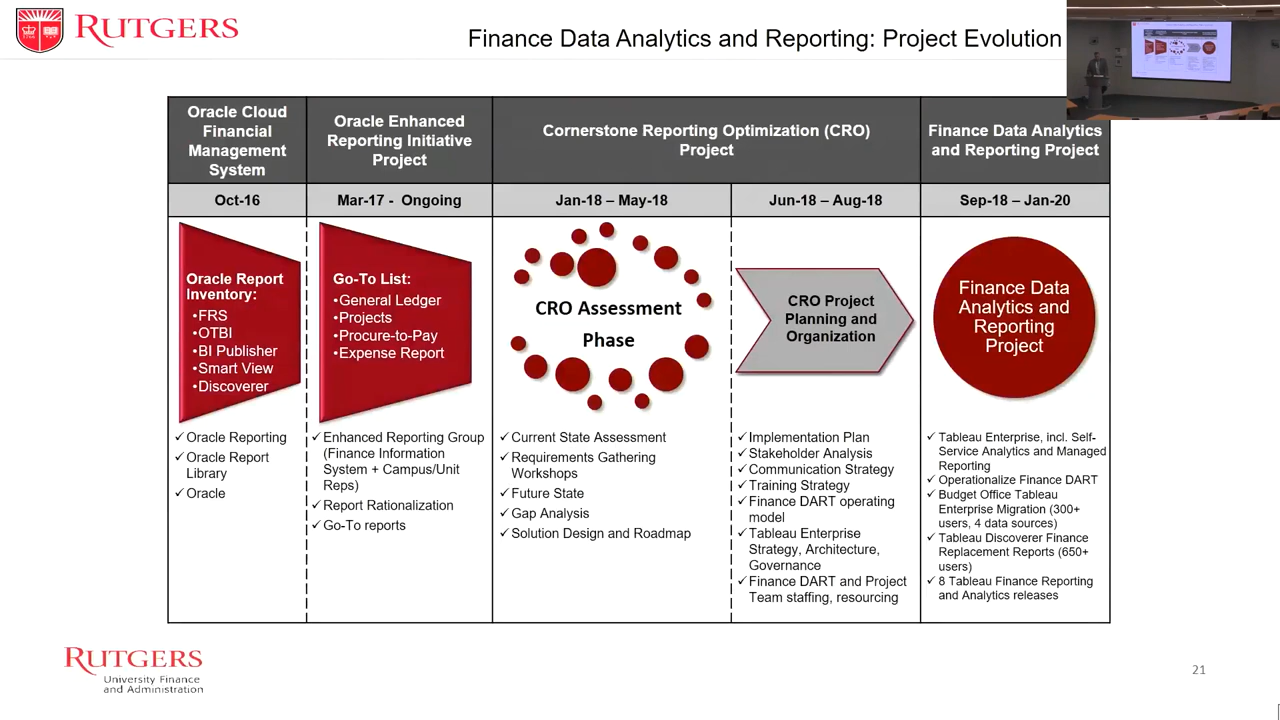 RUTGERS
Finance Data Analytics and Reporting: Project Evolution
Oracle Cloud
Financial
Management
System
Oracle Enhanced
Reporting Initiative
Project
Cornerstone Reporting Optimization (CRO)
Project
Finance Data Analytics
and Reporting Project
Oct-16
Mar-17 - Ongoing
Jan-18 – May-18
Jun-18 – Aug-18
Sep-18 – Jan-20
Oracle Report
Inventory:
•FRS
•OTBI
•BI Publisher
•Smart View
•Discoverer
Go-To List:
•General Ledger
•Projects
•Procure-to-Pay
•Expense Report
CRO Assessment
Phase
CRO Project
Planning and
Organization
Finance Data
Analytics and
Reporting
Project
✓Oracle Reporting
✓Oracle Report
Library
✓Oracle
✓Enhanced Reporting Group
(Finance Information
System + Campus/Unit
Reps)
✓Report Rationalization
✓Go-To reports
✓Current State Assessment
✓Requirements Gathering
Workshops
✓Future State
✓Gap Analysis
✓Solution Design and Roadmap
✓Implementation Plan
✓Stakeholder Analysis
✓Communication Strategy
✓Training Strategy
✓Finance DART operating
model
✓Tableau Enterprise
Strategy, Architecture,
Governance
✓Finance DART and Project
Team staffing, resourcing
✓Tableau Enterprise, incl. Self-
Service Analytics and Managed
Reporting
✓Operationalize Finance DART
✓Budget Office Tableau
Enterprise Migration (300+
users, 4 data sources)
✓Tableau Discoverer Finance
Replacement Reports (650+
users)
✓8 Tableau Finance Reporting
and Analytics releases
RUTGERS
University Finance
and Administration
21